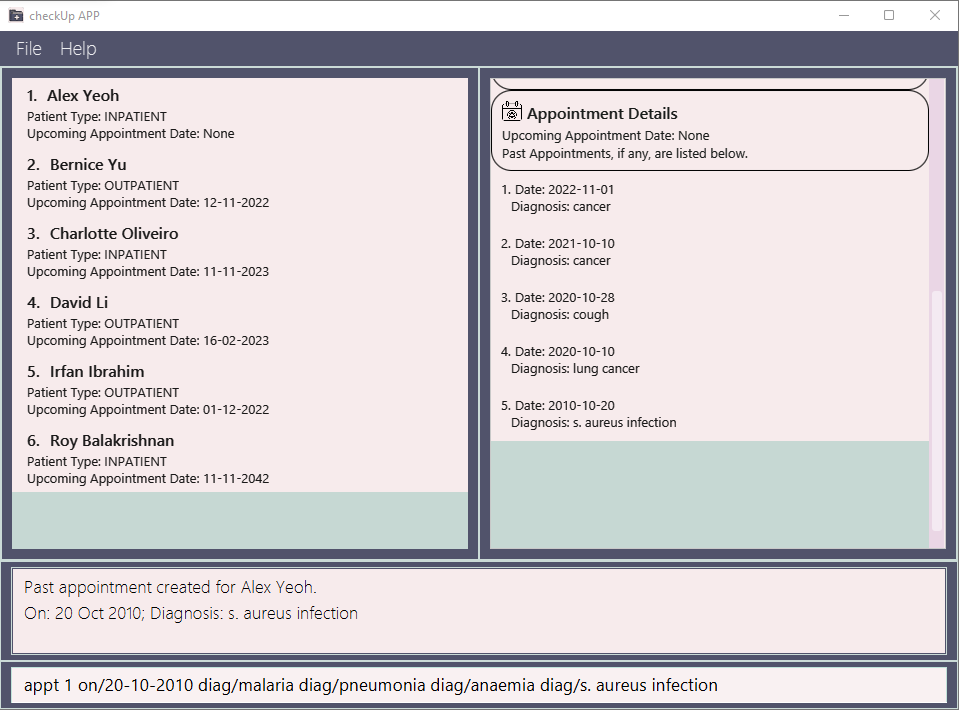 checkUp APP
File Help
1. Alex Yeoh
Patient Type: INPATIENT
Upcoming Appointment Date: None
2. Bernice Yu
Patient Type: OUTPATIENT
Upcoming Appointment Date: 12-11-2022
3. Charlotte Oliveiro
Patient Type: INPATIENT
Upcoming Appointment Date: 11-11-2023
4. David Li
Patient Type: OUTPATIENT
Upcoming Appointment Date: 16-02-2023
5. Irfan Ibrahim
Patient Type: OUTPATIENT
Upcoming Appointment Date: 01-12-2022
6. Roy Balakrishnan
Patient Type: INPATIENT
Upcoming Appointment Date: 11-11-2042
Appointment Details
Upcoming Appointment Date: None
Past Appointments, if any, are listed below.
1. Date: 2022-11-01
Diagnosis: cancer
2. Date: 2021-10-10
Diagnosis: cancer
3. Date: 2020-10-28
Diagnosis: cough
4. Date: 2020-10-10
Diagnosis: lung cancer
5. Date: 2010-10-20
Diagnosis: s. aureus infection
Past appointment created for Alex Yeoh.
On: 20 Oct 2010; Diagnosis: s. aureus infection
appt 1 on/20-10-2010 diag/malaria diag/pneumonia diag/anaemia diag/s. aureus infection